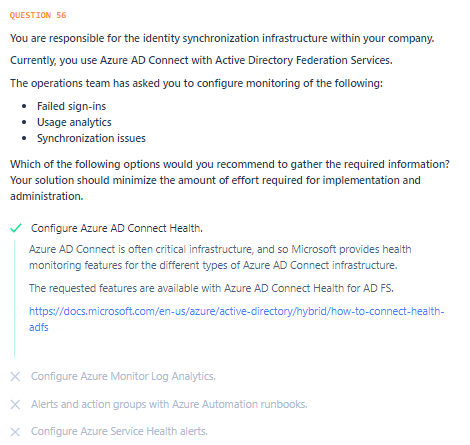 QUESTION 56
You are responsible for the identity synchronization infrastructure within your company.
Currently, you use Azure AD Connect with Active Directory Federation Services.
The operations team has asked you to configure monitoring of the following:
• Failed sign-ins
• Usage analytics
• Synchronization issues
Which of the following options would you recommend to gather the required information?
Your solution should minimize the amount of effort required for implementation and
administration.
Configure Azure AD Connect Health.
Azure AD Connect is often critical infrastructure, and so Microsoft provides health
monitoring features for the different types of Azure AD Connect infrastructure.
The requested features are available with Azure AD Connect Health for AD FS.
https://docs.microsoft.com/en-us/azure/active-directory/hybrid/how-to-connect-health-
adfs
Configure Azure Monitor Log Analytics.
Alerts and action groups with Azure Automation runbooks.
Configure Azure Service Health alerts.